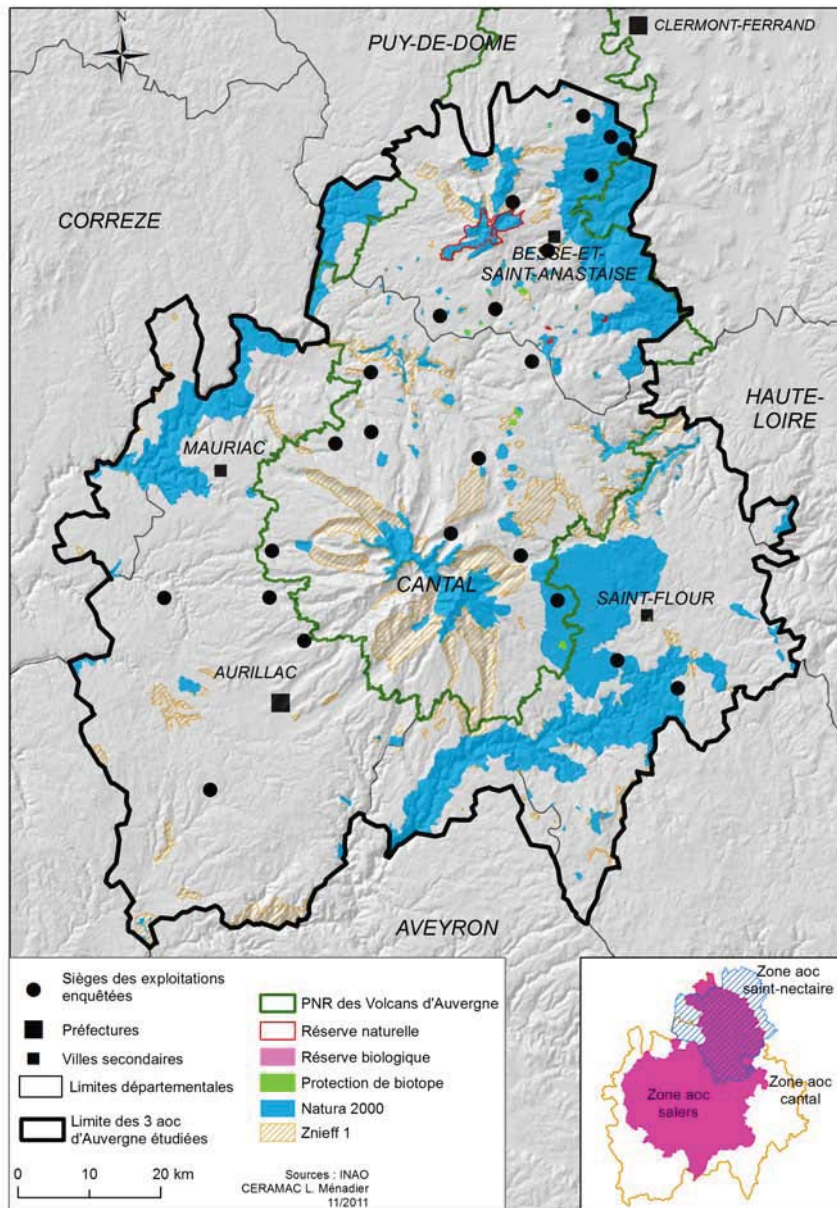 N
PUY-DE-DOME
CLERMONT-FERRAND
CORREZE
BESSE-ET-
SAINT-ANASTAISE
HAUTE-
LOIRE
MAURIAC
CANTAL
SAINT-FLOUR
AURILLAC
AVEYRON
Sièges des exploitations
enquêtées
Préfectures
Villes secondaires
Limites départementales
Limite des 3 aoc
d'Auvergne étudiées
0 10 20 km
PNR des Volcans d'Auvergne
Réserve naturelle
Réserve biologique
Protection de biotope
Natura 2000
Znieff 1
Sources : INAO
CERAMAC L. Ménadier
11/2011
Zone aoc
saint-nectaire
Zone aoc
salers
Zone aoc
cantal